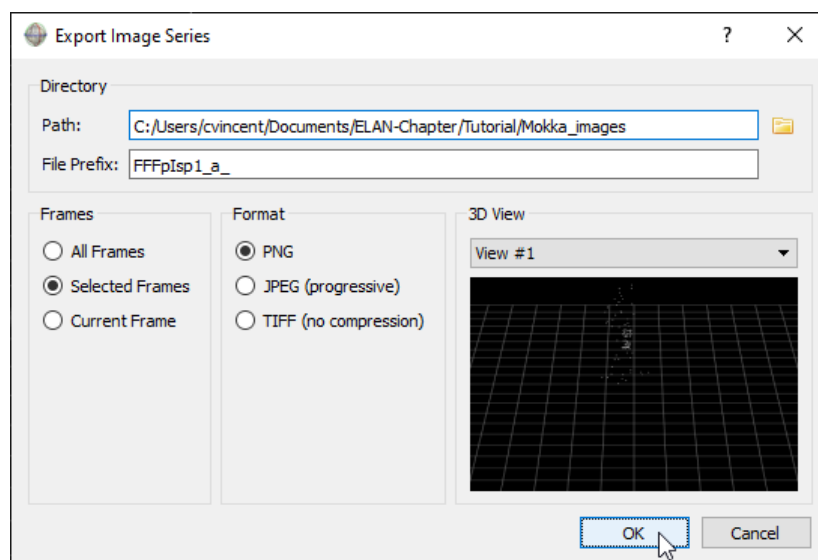 Export Image Series
?
Directory
Path: C:/Users/cvincent/Documents/ELAN-Chapter/Tutorial/Mokka_images
File Prefix: FFFpIsp1_a_
Frames
All Frames
Selected Frames
Current Frame
Format
PNG
JPEG (progressive)
TIFF (no compression)
3D View
View #1
OK
Cancel